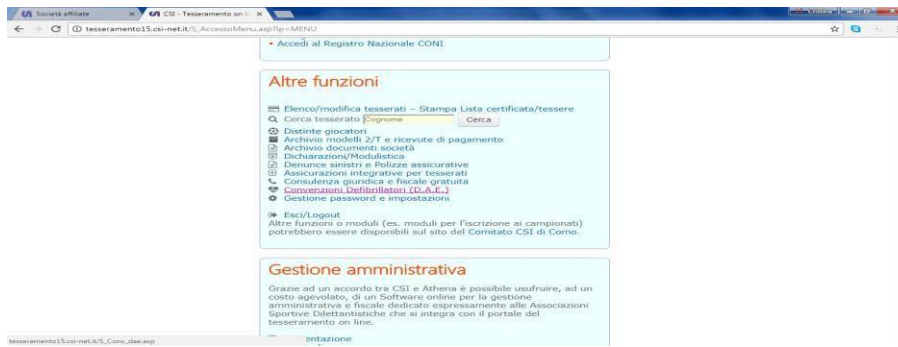 Società affiliate
CSI - Tesseramento on li
tesseramento15.csi-net.it/S_AccessoMenu.asp?lp=MENU
Accedi al Registro Nazionale CONI
Altre funzioni
Elenco/modifica tesserati – Stampa Lista certificata/tessere
Cerca tesserato Cognome Cerca
Distinte giocatori
Archivio modelli 2/T e ricevute di pagamento
Archivio documenti società
Dichiarazioni/Modulistica
Denunce sinistri e Polizze assicurative
Assicurazioni integrative per tesserati
Consulenza giuridica e fiscale gratuita
Convenzioni Defibrillatori (D.A.E.)
Gestione password e impostazioni
Esci/Logout
Altre funzioni o moduli (es. moduli per l'iscrizione ai campionati)
potrebbero essere disponibili sul sito del Comitato CSI di Como.
Gestione amministrativa
Grazie ad un accordo tra CSI e Athena è possibile usufruire, ad un
costo agevolato, di un Software online per la gestione
amministrativa e fiscale dedicato espressamente alle Associazioni
Sportive Dilettantistiche che si integra con il portale del
tesseramento on line.
entazione
tesseramento15.csi-net.it/S_Conv_dae.asp